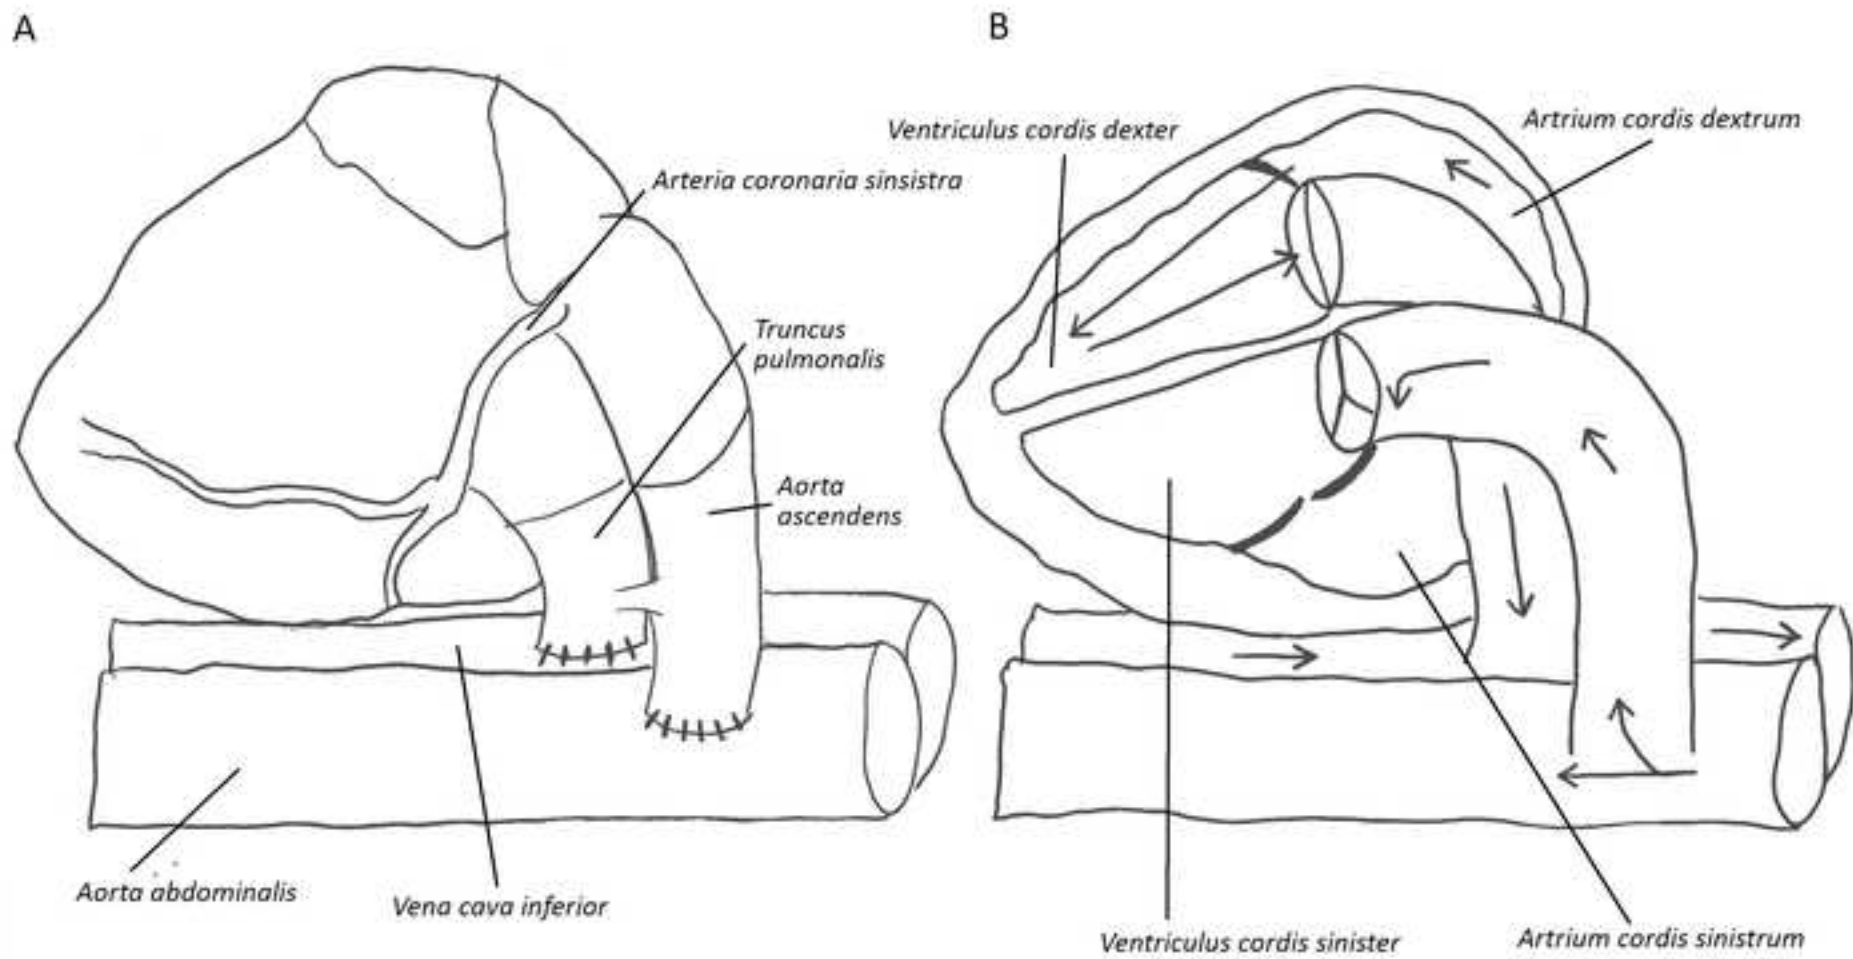 A
Arteria coronaria sinsistra
Truncus
pulmonalis
Aorta
ascendens
Aorta abdominalis
Vena cava inferior
B
Ventriculus cordis dexter
Artrium cordis dextrum
Ventriculus cordis sinister
Artrium cordis sinistrum